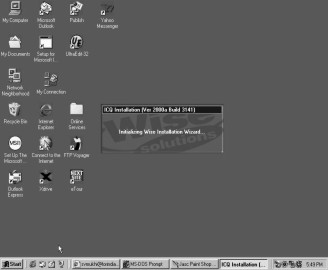 My Computer
Microsoft Outlook
Publish
Yahoo Messenger
My Documents
Setup for Microsoft I...
UltraEdit 32
Network Neighborhood
My Connection
Recycle Bin
Internet Explorer
Online Services
ICQ Installation (Ver 2000a Build 3141)
Initializing Wise Installation Wizard...
Wise
solutions
MSN
Set Up The Microsoft...
Connect to the Internet
FTP Voyager
Outlook Express
Xdrive
NEXT
Start
MS-DOS Prompt
Jasc Paint Shop...
ICQ Installation (...
5:49 PM